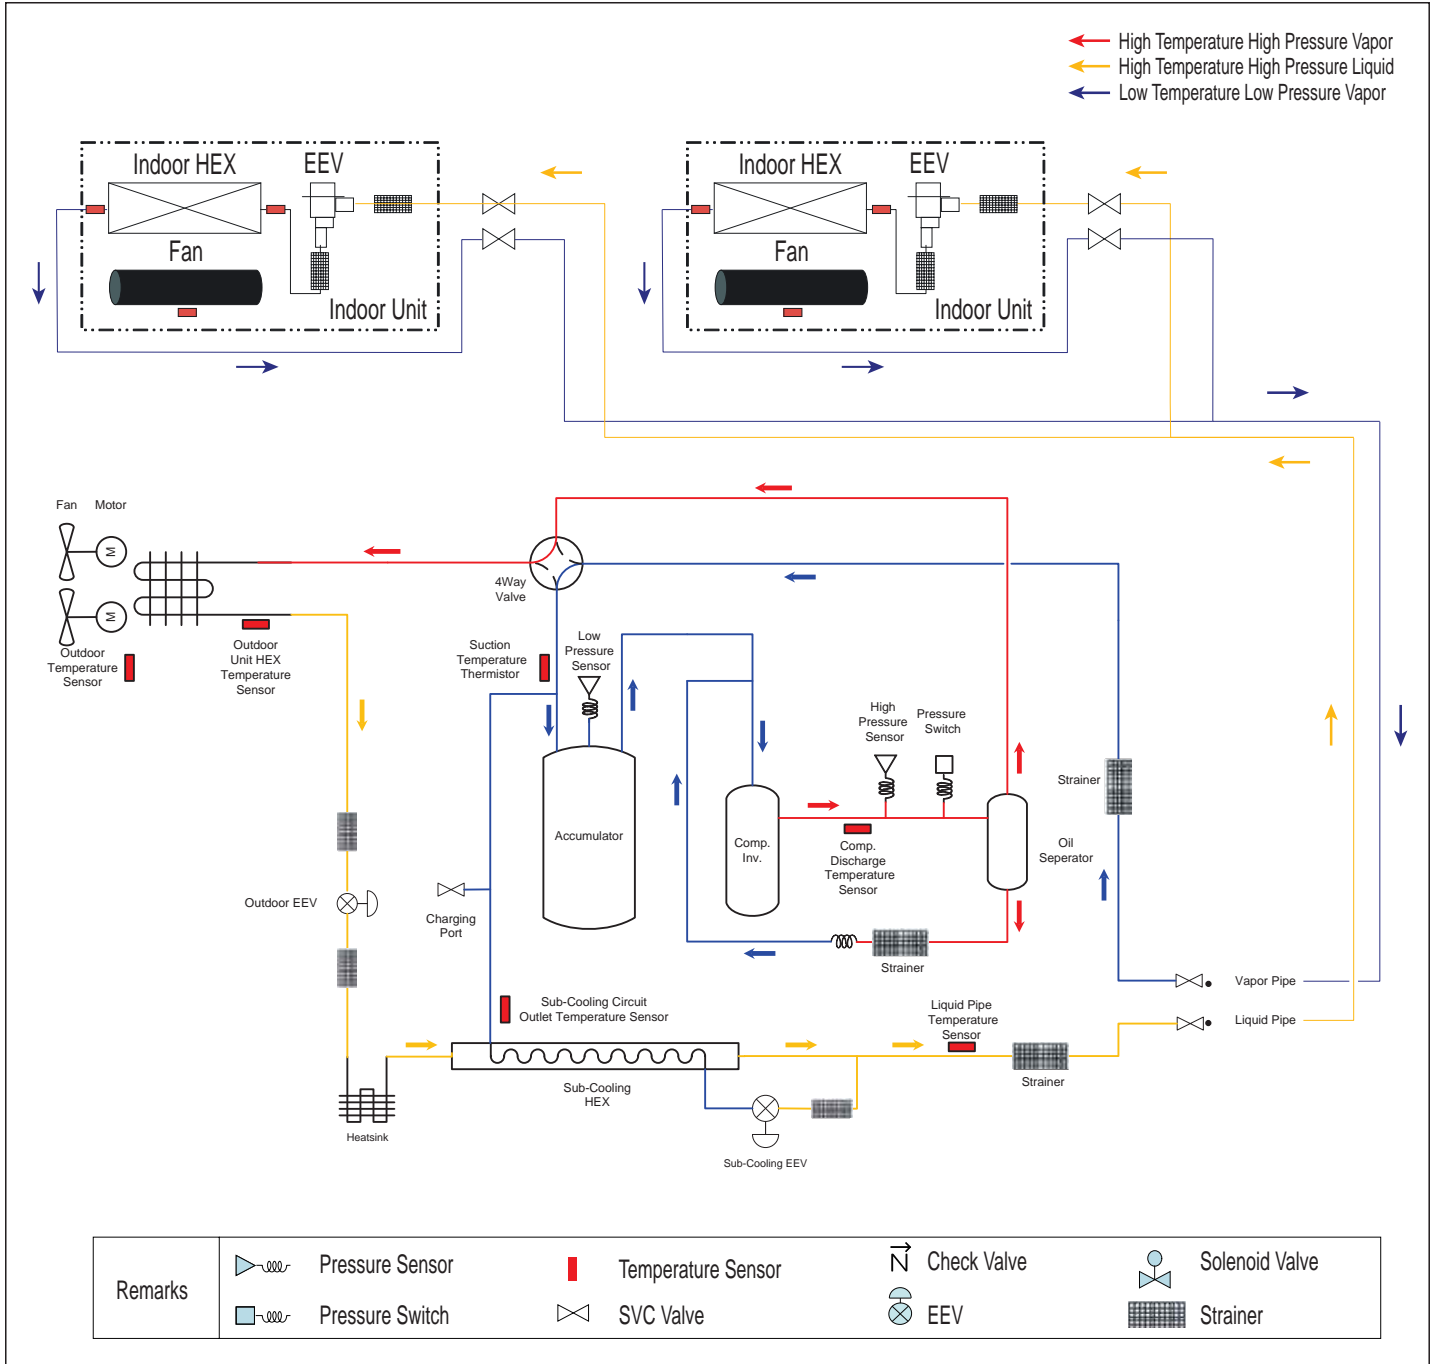 High Temperature High Pressure Vapor
High Temperature High Pressure Liquid
Low Temperature Low Pressure Vapor
Indoor HEX
EEV
Fan
Indoor Unit
Indoor HEX
EEV
Fan
Indoor Unit
Fan
Motor
M
M
4Way
Valve
Outdoor
Temperature
Sensor
Outdoor
Unit HEX
Temperature
Sensor
Suction
Temperature
Thermistor
Low
Pressure
Sensor
High
Pressure
Sensor
Pressure
Switch
Strainer
Accumulator
Comp.
Inv.
Comp.
Discharge
Temperature
Sensor
Oil
Seperator
Outdoor EEV
Charging
Port
Strainer
Sub-Cooling Circuit
Outlet Temperature Sensor
Liquid Pipe
Temperature
Sensor
Vapor Pipe
Liquid Pipe
Strainer
Sub-Cooling
HEX
Heatsink
Sub-Cooling EEV
Remarks
Pressure Sensor
Temperature Sensor
N
Check Valve
Solenoid Valve
Pressure Switch
SVC Valve
EEV
Strainer